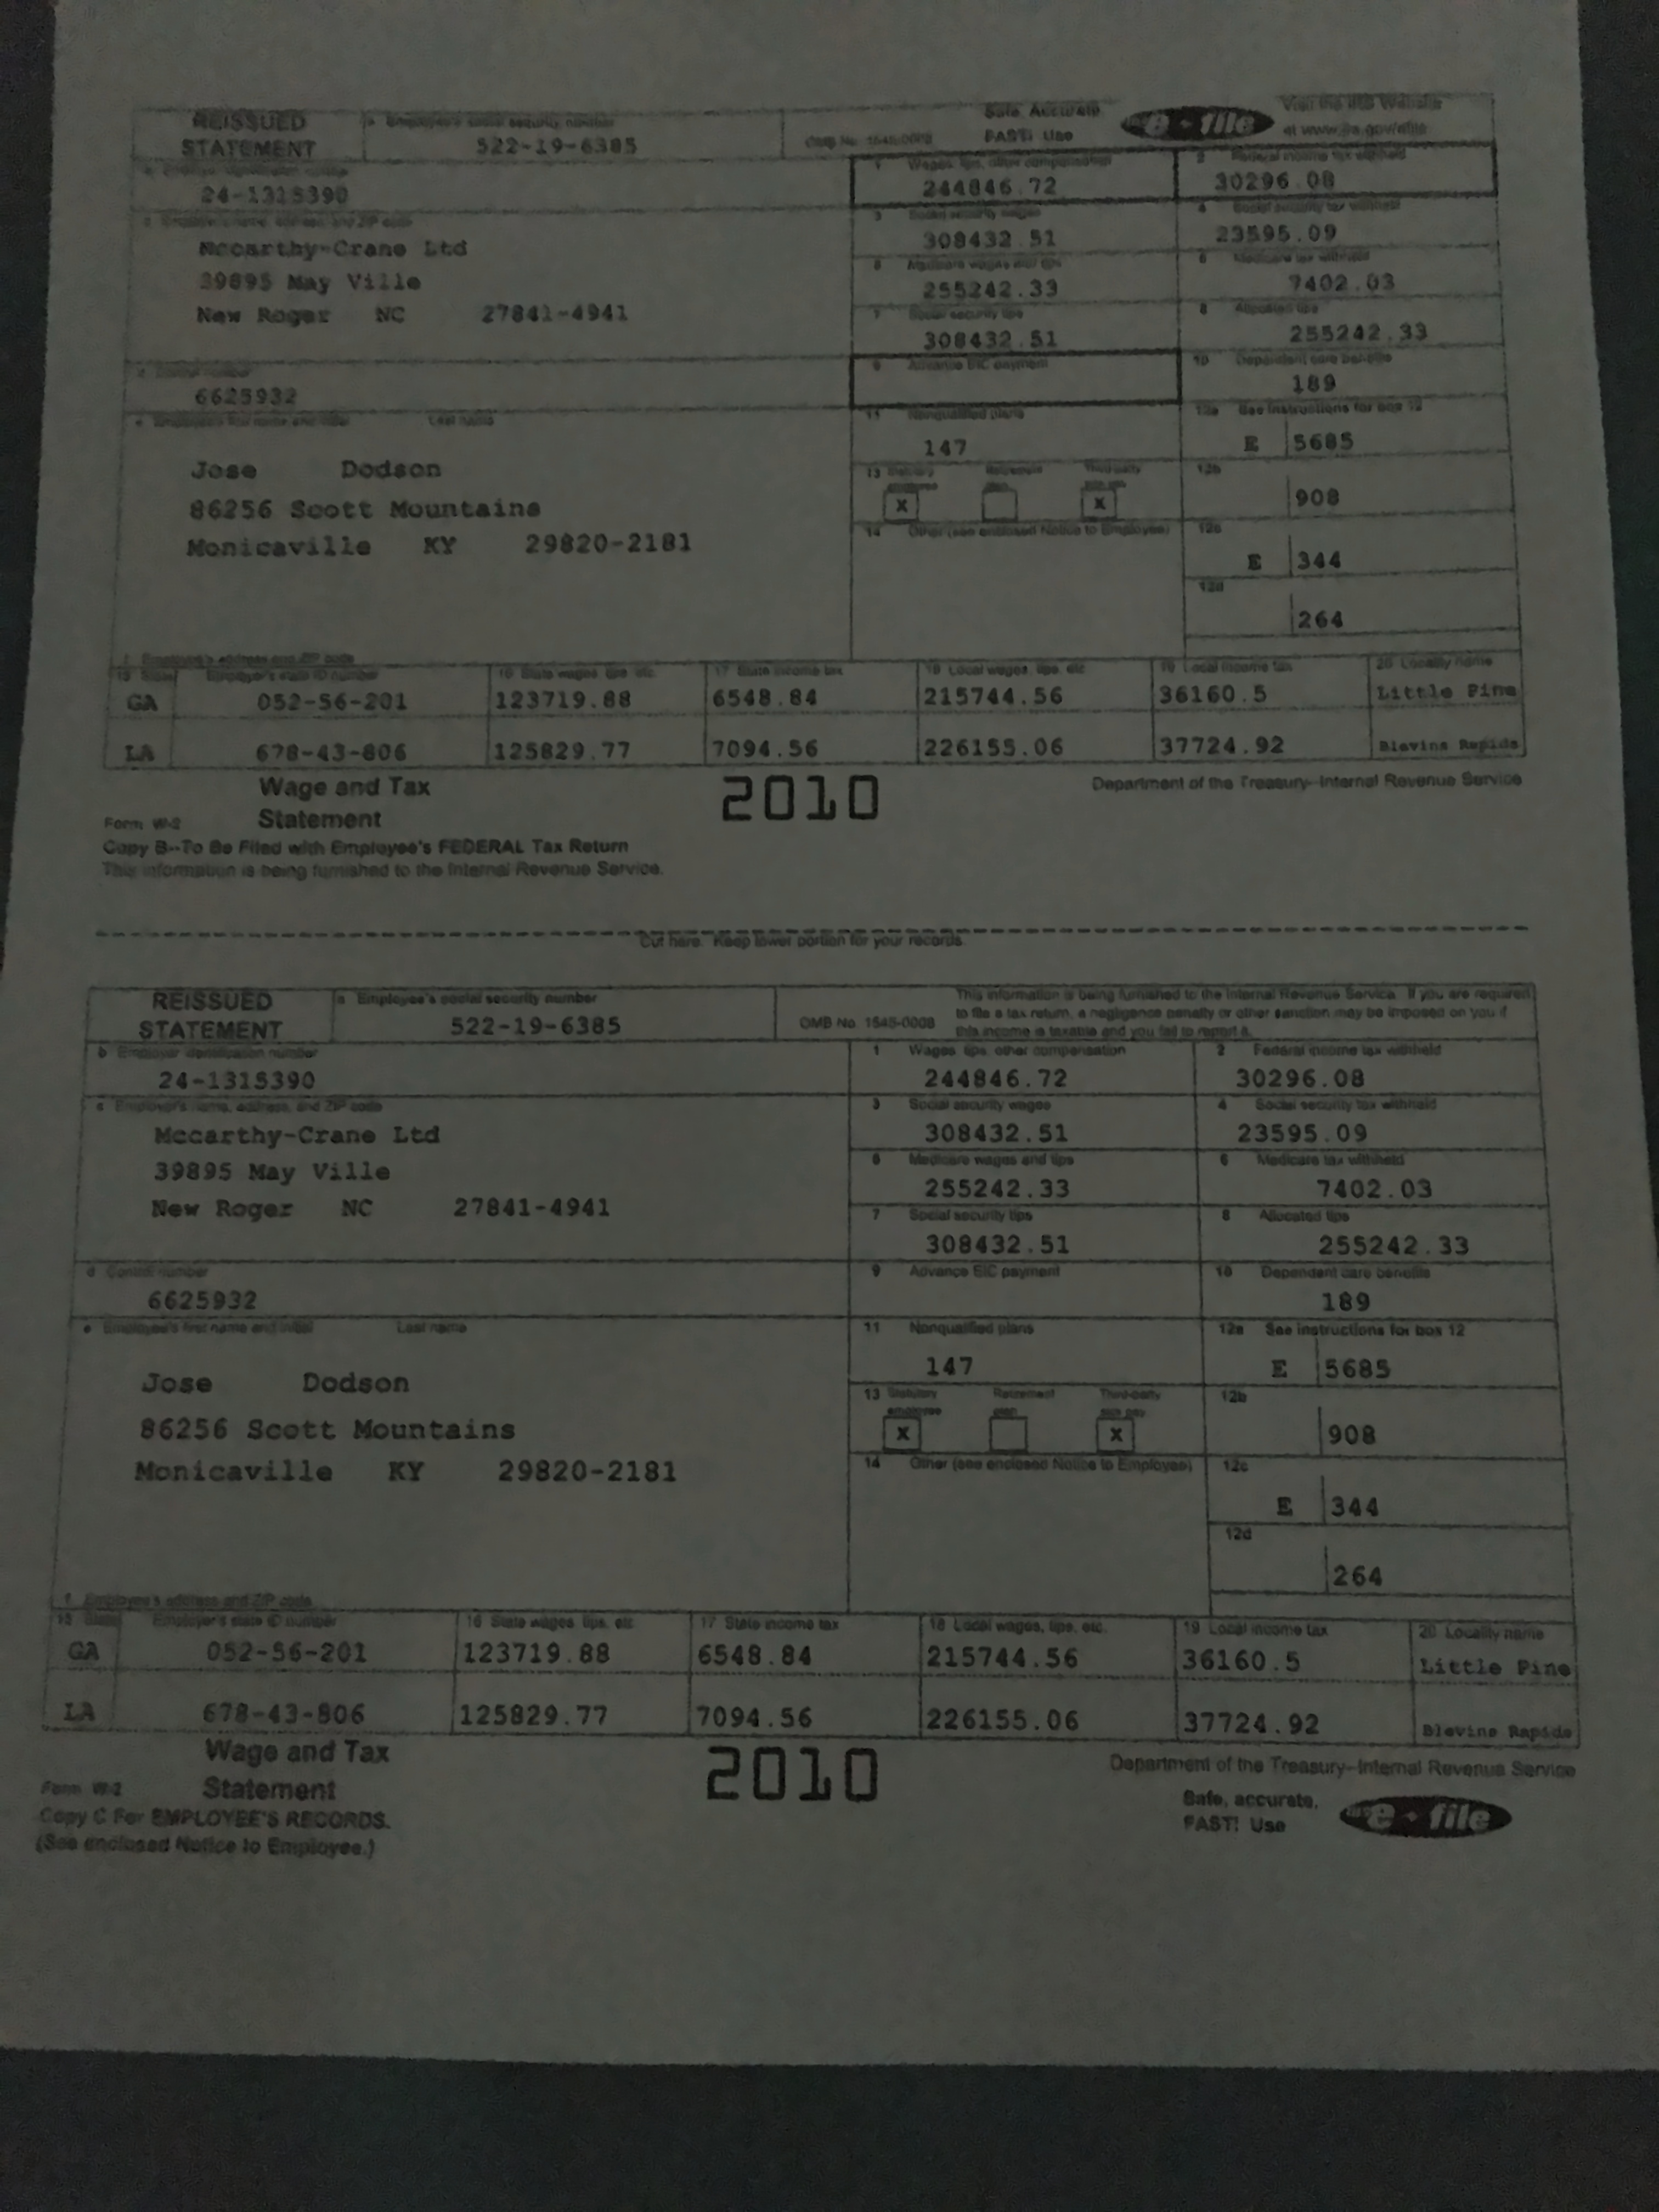 REISSUED STATEMENT
a Employee's social security number
522-19-6385
OMB No. 1545-0008
Safe, Accurate
FAST! Use
e-file
Visit the IRS Website
at www.irs.gov/efile
24-1315390
1 Wages, tips, other compensation
244846.72
2 Federal income tax withheld
30296.08
Mccarthy-Crane Ltd
39895 May Ville
New Roger NC 27841-4941
3 Social security wages
308432.51
4 Social security tax withheld
23595.09
5 Medicare wages and tips
255242.33
6 Medicare tax withheld
7402.03
7 Social security tips
308432.51
8 Allocated tips
255242.33
d Control number
6625932
9 Advance EIC payment
10 Dependent care benefits
189
e Employee's first name and initial Last name
Jose Dodson
86256 Scott Mountains
Monicaville KY 29820-2181
11 Nonqualified plans
147
12a See instructions for box 12
E 5685
13 Statutory employee Retirement plan Third-party sick pay
X X
12b
908
14 Other (see enclosed Notice to Employee)
12c
E 344
12d
264
f Employee's address and ZIP code
15 State Employer's state ID number 16 State wages, tips, etc. 17 State income tax 18 Local wages, tips, etc. 19 Local income tax 20 Locality name
GA 052-56-201 123719.88 6548.84 215744.56 36160.5 Little Pine
LA 678-43-806 125829.77 7094.56 226155.06 37724.92 Blevins Rapids
Form W-2 Wage and Tax Statement
2010
Department of the Treasury--Internal Revenue Service
Copy B--To Be Filed with Employee's FEDERAL Tax Return
This information is being furnished to the Internal Revenue Service.
Cut here. Keep lower portion for your records.
REISSUED STATEMENT
a Employee's social security number
522-19-6385
OMB No. 1545-0008
This information is being furnished to the Internal Revenue Service. If you are required
to file a tax return, a negligence penalty or other sanction may be imposed on you if
this income is taxable and you fail to report it.
b Employer identification number
24-1315390
1 Wages, tips, other compensation
244846.72
2 Federal income tax withheld
30296.08
c Employer's name, address, and ZIP code
Mccarthy-Crane Ltd
39895 May Ville
New Roger NC 27841-4941
3 Social security wages
308432.51
4 Social security tax withheld
23595.09
5 Medicare wages and tips
255242.33
6 Medicare tax withheld
7402.03
7 Social security tips
308432.51
8 Allocated tips
255242.33
d Control number
6625932
9 Advance EIC payment
10 Dependent care benefits
189
e Employee's first name and initial Last name
Jose Dodson
86256 Scott Mountains
Monicaville KY 29820-2181
11 Nonqualified plans
147
12a See instructions for box 12
E 5685
13 Statutory employee Retirement plan Third-party sick pay
X X
12b
908
14 Other (see enclosed Notice to Employee)
12c
E 344
12d
264
f Employee's address and ZIP code
15 State Employer's state ID number 16 State wages, tips, etc. 17 State income tax 18 Local wages, tips, etc. 19 Local income tax 20 Locality name
GA 052-56-201 123719.88 6548.84 215744.56 36160.5 Little Pine
LA 678-43-806 125829.77 7094.56 226155.06 37724.92 Blevins Rapids
Form W-2 Wage and Tax Statement
2010
Department of the Treasury--Internal Revenue Service
Copy C For EMPLOYEE'S RECORDS.
(See enclosed Notice to Employee.)
Safe, accurate,
FAST! Use
e-file